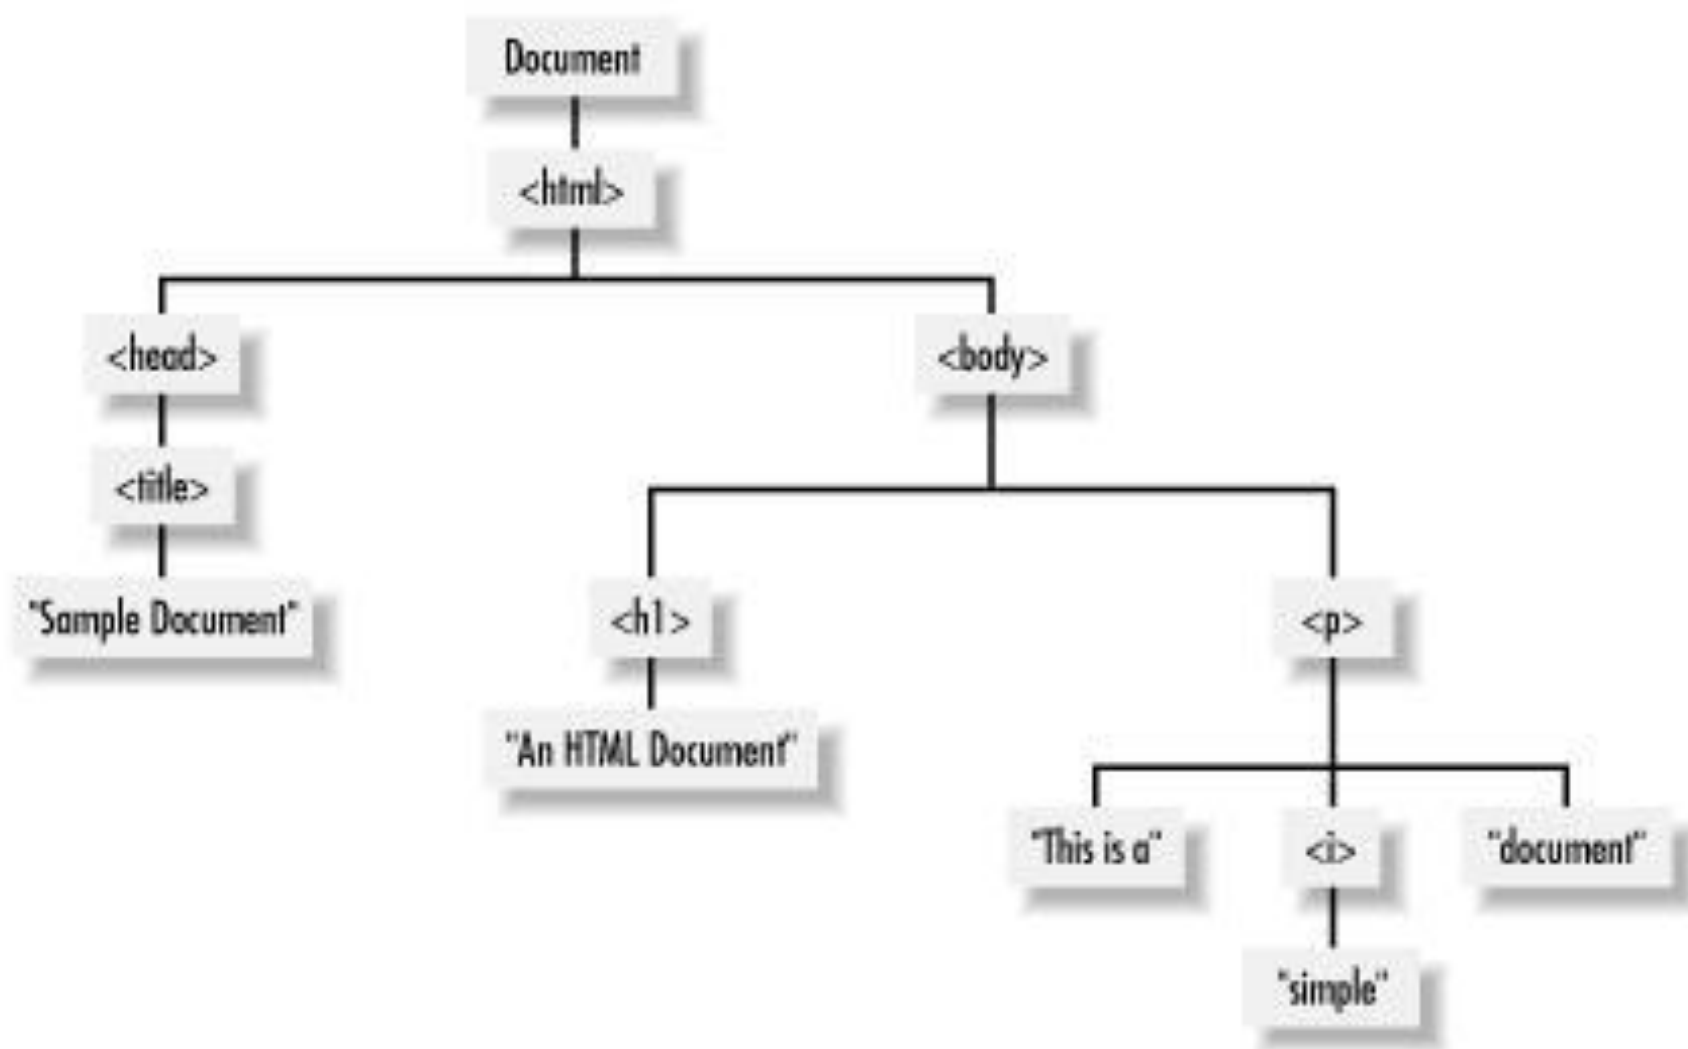 Document
<html>
<head>
<body>
<title>
"Sample Document"
<h1>
<p>
"An HTML Document"
"This is a"
<i>
"document"
"simple"